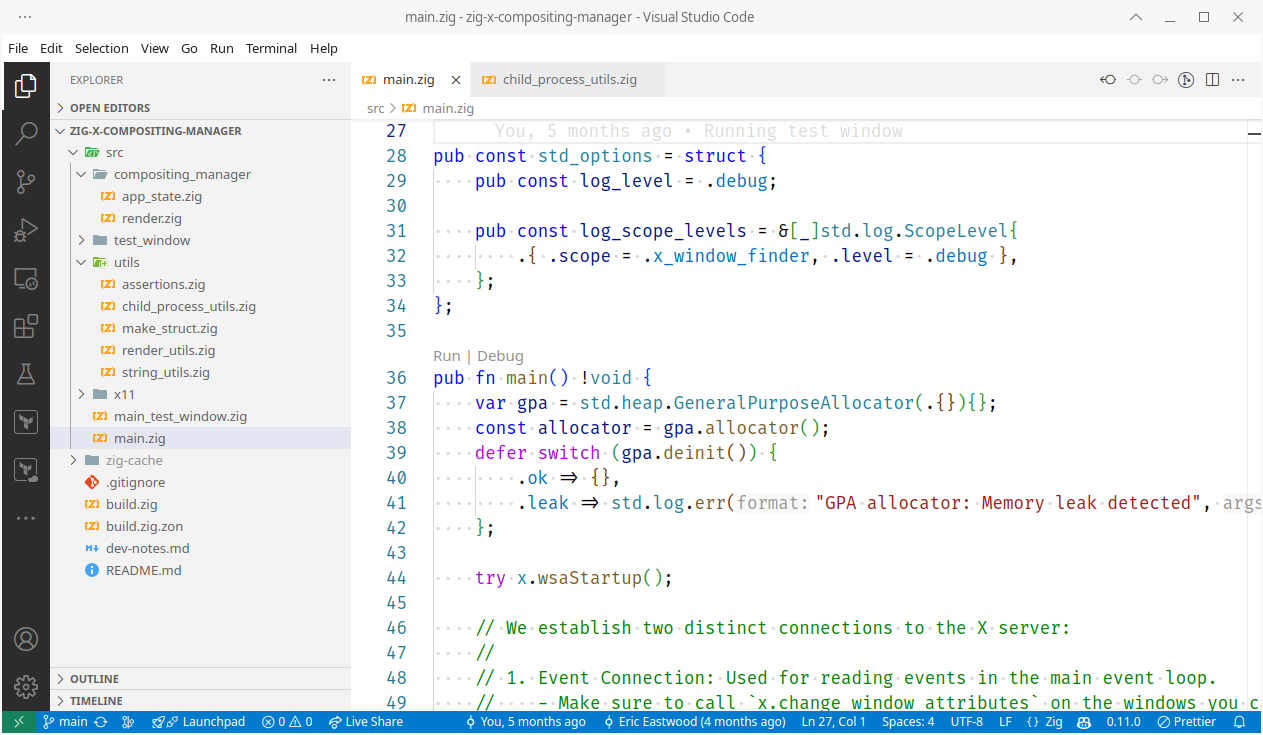 main.zig - zig-x-compositing-manager - Visual Studio Code
File Edit Selection View Go Run Terminal Help
EXPLORER
OPEN EDITORS
ZIG-X-COMPOSITING-MANAGER
src
compositing_manager
app_state.zig
render.zig
test_window
utils
assertions.zig
child_process_utils.zig
make_struct.zig
render_utils.zig
string_utils.zig
x11
main_test_window.zig
main.zig
zig-cache
.gitignore
build.zig
build.zig.zon
dev-notes.md
README.md
OUTLINE
TIMELINE
main.zig child_process_utils.zig
src > main.zig
27 You, 5 months ago • Running test window
28 pub const std_options = struct {
29 pub const log_level = .debug;
30
31 pub const log_scope_levels = &[_]std.log.ScopeLevel{
32 .{ .scope = .x_window_finder, .level = .debug },
33 };
34 };
35
Run | Debug
36 pub fn main() !void {
37 var gpa = std.heap.GeneralPurposeAllocator(.{}){};
38 const allocator = gpa.allocator();
39 defer switch (gpa.deinit()) {
40 .ok => {},
41 .leak => std.log.err(format: "GPA allocator: Memory leak detected", args
42 };
43
44 try x.wsaStartup();
45
46 // We establish two distinct connections to the X server:
47 //
48 // 1. Event Connection: Used for reading events in the main event loop.
49 // - Make sure to call `x.change_window_attributes` on the windows you c
main Launchpad 0 0 Live Share You, 5 months ago Eric Eastwood (4 months ago) Ln 27, Col 1 Spaces: 4 UTF-8 LF {} Zig 0.11.0 Prettier